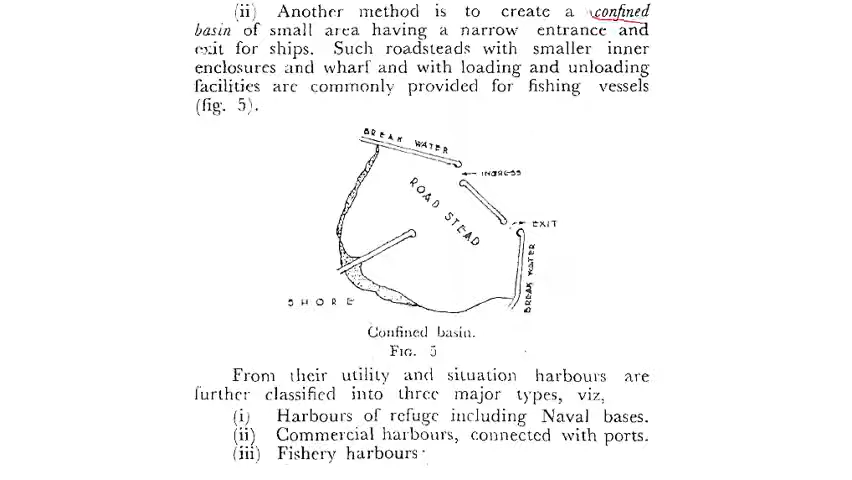 (ii) Another method is to create a confined
basin of small area having a narrow entrance and
exit for ships. Such roadsteads with smaller inner
enclosures and wharf and with loading and unloading
facilities are commonly provided for fishing vessels
(fig. 5).
BREAK WATER
INGRESS
ROAD STEAD
EXIT
BREAK WATER
SHORE
Confined basin.
FIG. 5
From their utility and situation harbours are
further classified into three major types, viz,
(i) Harbours of refuge including Naval bases.
(ii) Commercial harbours, connected with ports.
(iii) Fishery harbours